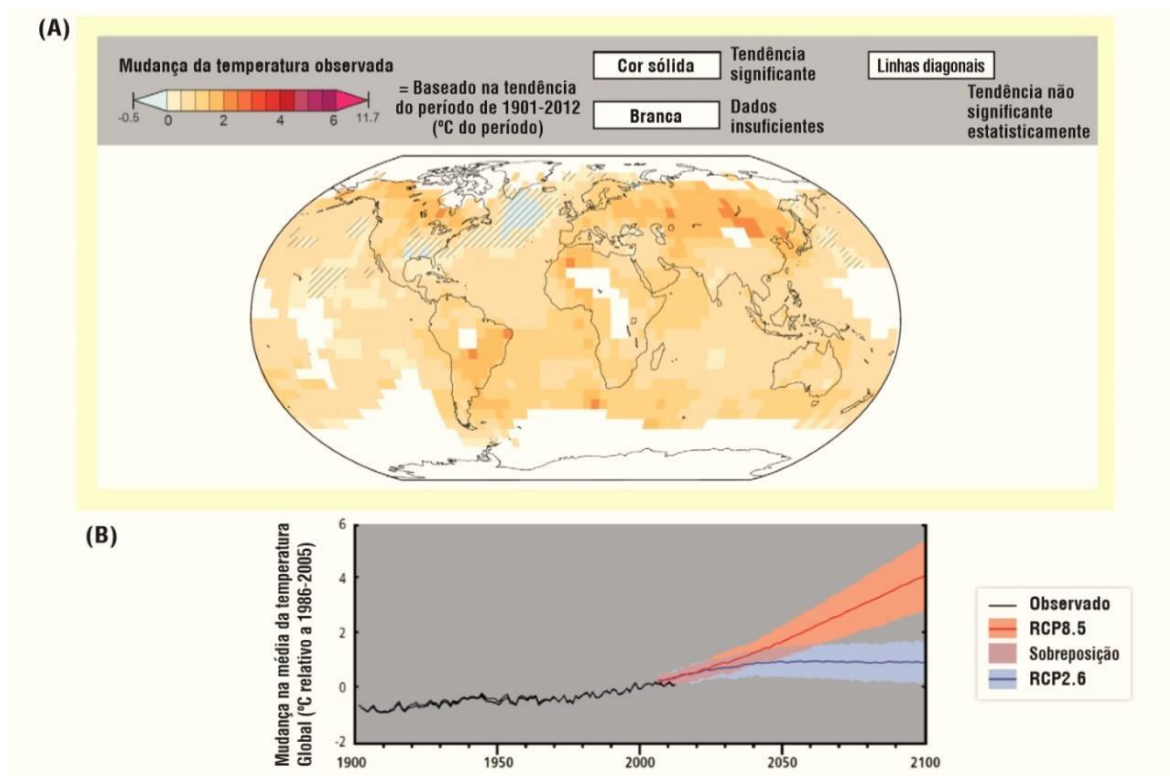 (A)
Mudança da temperatura observada
-0.5 0 2 4 6 11.7
= Baseado na tendência
do período de 1901-2012
(ºC do período)
Cor sólida
Tendência
significante
Branca
Dados
insuficientes
Linhas diagonais
Tendência não
significante
estatisticamente
(B)
Mudança na média da temperatura
Global (ºC relativo a 1986-2005)
6
4
2
0
-2
1900 1950 2000 2050 2100
Observado
RCP8.5
Sobreposição
RCP2.6